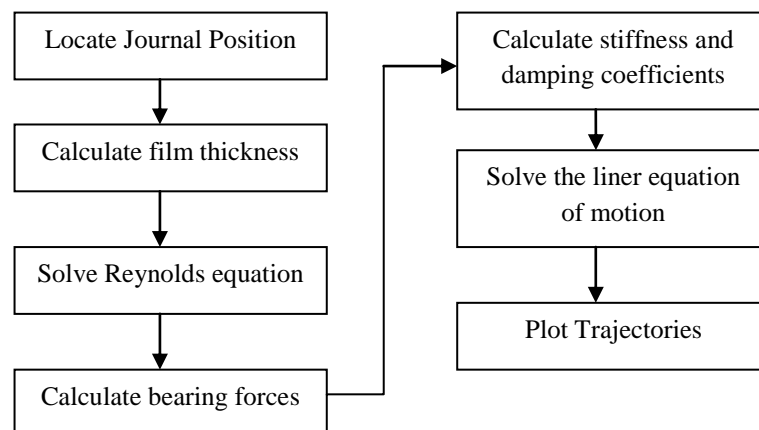 Locate Journal Position
Calculate film thickness
Solve Reynolds equation
Calculate bearing forces
Calculate stiffness and
damping coefficients
Solve the liner equation
of motion
Plot Trajectories